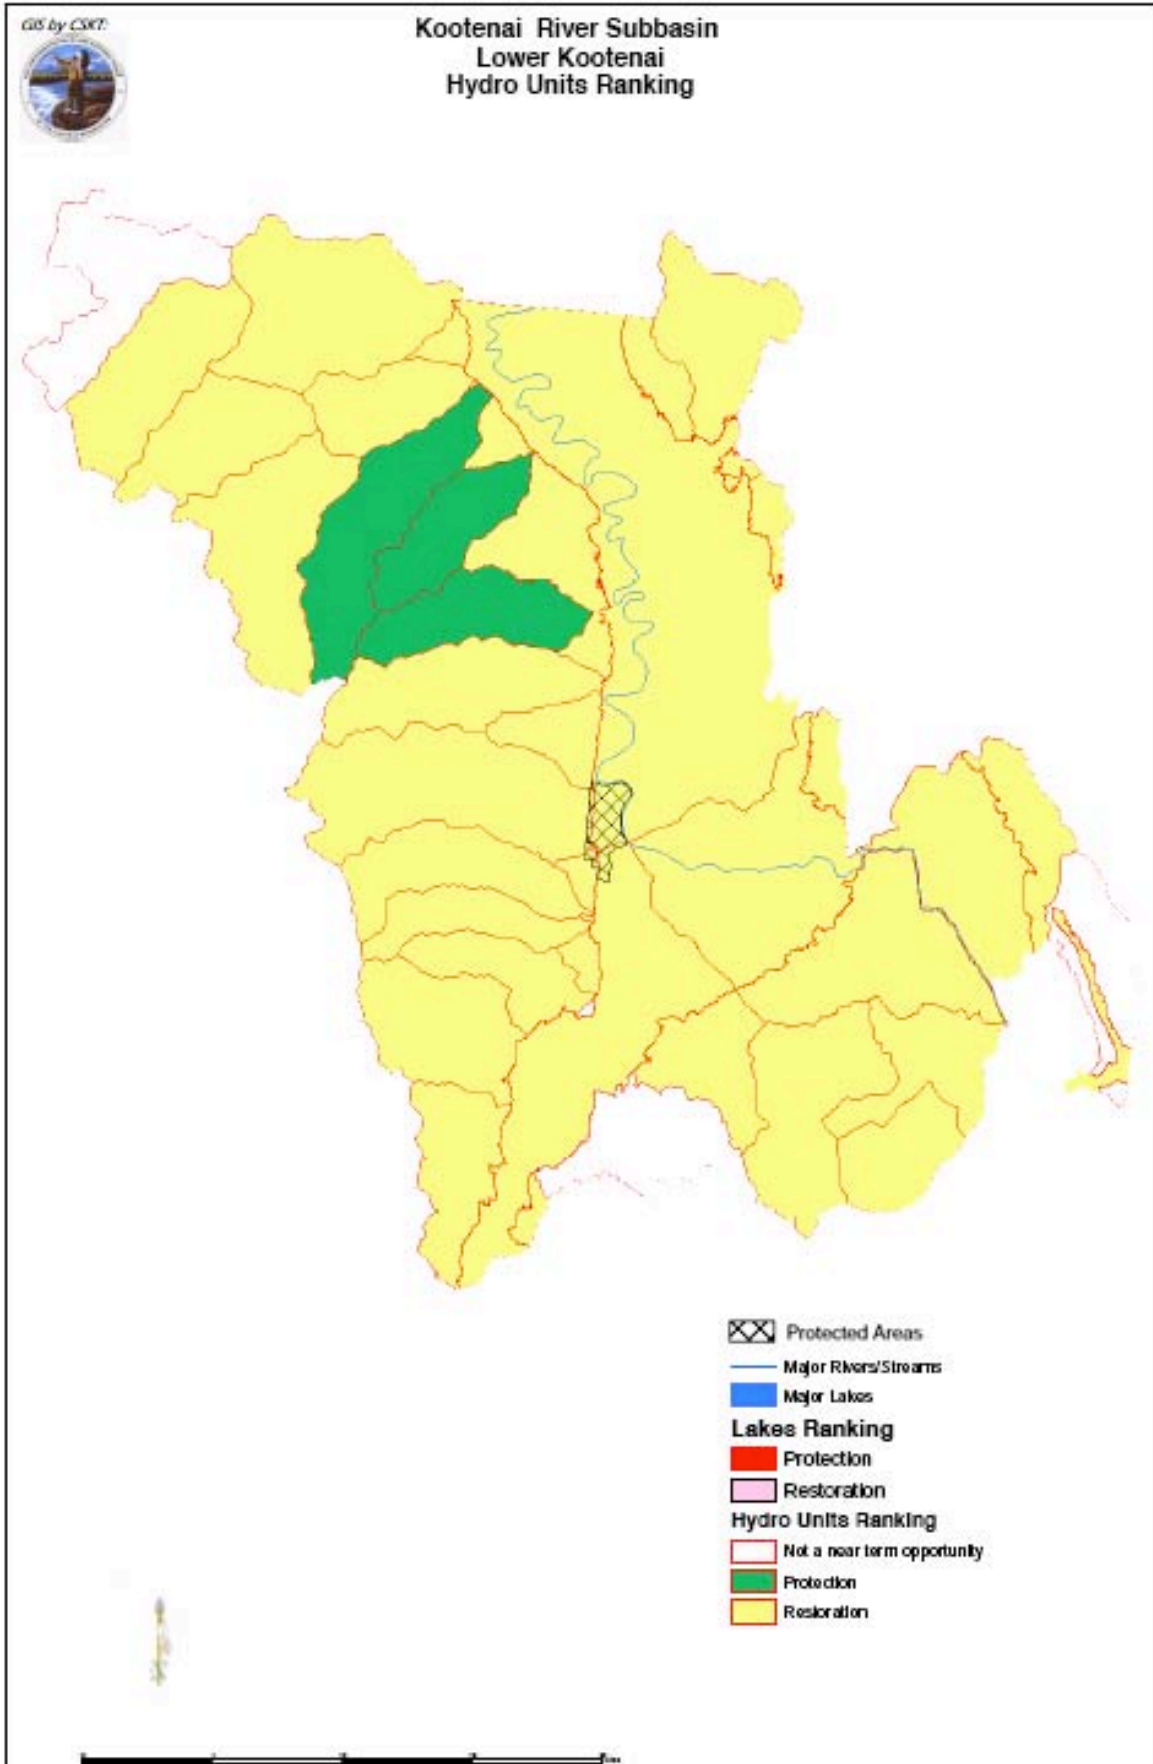 GIS by CSKT:
Kootenai River Subbasin
Lower Kootenai
Hydro Units Ranking
Protected Areas
Major Rivers/Streams
Major Lakes
Lakes Ranking
Protection
Restoration
Hydro Units Ranking
Not a near term opportunity
Protection
Restoration